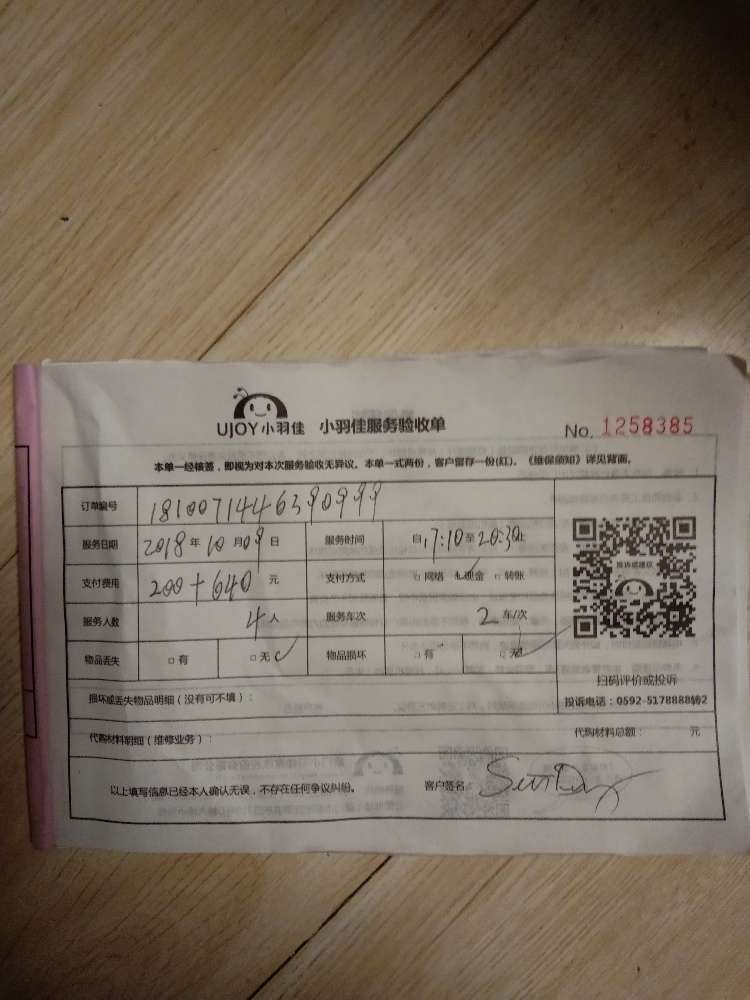 UJOY小羽佳 小羽佳服务验收单 No. 1258385
本单一经核签，即视为对本次服务验收无异议。本单一式两份，客户留存一份(红)。《维保须知》详见背面。
订单编号 1810071446390999
服务日期 2018年10月09日 服务时间 自17:10至20:30止
投诉或建议
支付费用 200+640元 支付方式 □网络 ☑现金 □转账
服务人数 4人 服务车次 2车/次
物品丢失 □有 □无✓ 物品损坏 □有 □无✓
扫码评价或投诉
损坏或丢失物品明细（没有可不填）：
投诉电话：0592-5178888转2
代购材料明细（维修业务）： 代购材料总额： 元
以上填写信息已经本人确认无误，不存在任何争议纠纷。 客户签名：